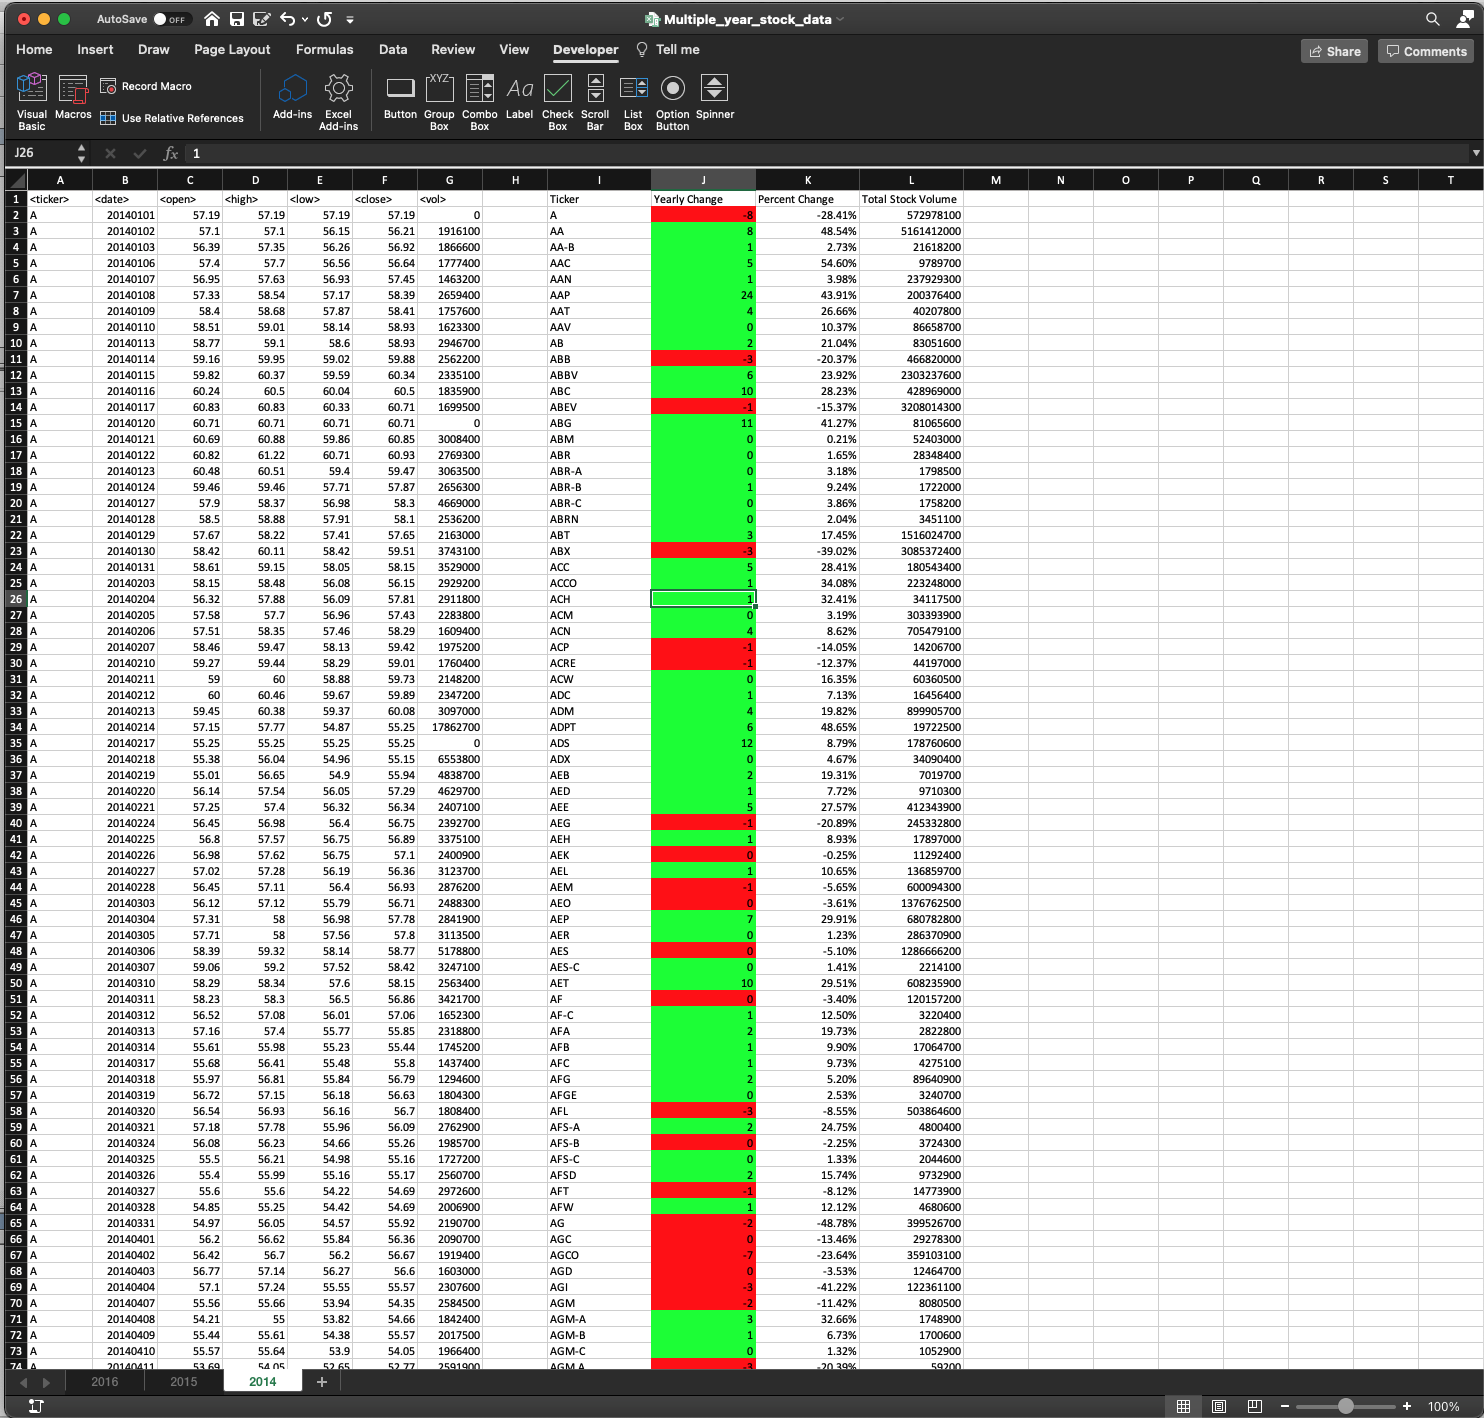 AutoSave OFF Multiple_year_stock_data
Home Insert Draw Page Layout Formulas Data Review View Developer Tell me Share Comments
Visual Basic Macros Record Macro Use Relative References Add-ins Excel Add-ins Button Group Box Combo Box Label Check Box Scroll Bar List Box Option Button Spinner
J26 fx 1
A B C D E F G H I J K L M N O P Q R S T
1 <ticker> <date> <open> <high> <low> <close> <vol> Ticker Yearly Change Percent Change Total Stock Volume
2 A 20140101 57.19 57.19 57.19 57.19 0 A -8 -28.41% 572978100
3 A 20140102 57.1 57.1 56.15 56.21 1916100 AA 8 48.54% 5161412000
4 A 20140103 56.39 57.35 56.26 56.92 1866600 AA-B 1 2.73% 21618200
5 A 20140106 57.4 57.7 56.56 56.64 1777400 AAC 5 54.60% 9789700
6 A 20140107 56.95 57.63 56.93 57.45 1463200 AAN 1 3.98% 237929300
7 A 20140108 57.33 58.54 57.17 58.39 2659400 AAP 24 43.91% 200376400
8 A 20140109 58.4 58.68 57.87 58.41 1757600 AAT 4 26.66% 40207800
9 A 20140110 58.51 59.01 58.14 58.93 1623300 AAV 0 10.37% 86658700
10 A 20140113 58.77 59.1 58.6 58.93 2946700 AB 2 21.04% 83051600
11 A 20140114 59.16 59.95 59.02 59.88 2562200 ABB -3 -20.37% 466820000
12 A 20140115 59.82 60.37 59.59 60.34 2335100 ABBV 6 23.92% 2303237600
13 A 20140116 60.24 60.5 60.04 60.5 1835900 ABC 10 28.23% 428969000
14 A 20140117 60.83 60.83 60.33 60.71 1699500 ABEV -1 -15.37% 3208014300
15 A 20140120 60.71 60.71 60.71 60.71 0 ABG 11 41.27% 81065600
16 A 20140121 60.69 60.88 59.86 60.85 3008400 ABM 0 0.21% 52403000
17 A 20140122 60.82 61.22 60.71 60.93 2769300 ABR 0 1.65% 28348400
18 A 20140123 60.48 60.51 59.4 59.47 3063500 ABR-A 0 3.18% 1798500
19 A 20140124 59.46 59.46 57.71 57.87 2656300 ABR-B 1 9.24% 1722000
20 A 20140127 57.9 58.37 56.98 58.3 4669000 ABR-C 0 3.86% 1758200
21 A 20140128 58.5 58.88 57.91 58.1 2536200 ABRN 0 2.04% 3451100
22 A 20140129 57.67 58.22 57.41 57.65 2163000 ABT 3 17.45% 1516024700
23 A 20140130 58.42 60.11 58.42 59.51 3743100 ABX -3 -39.02% 3085372400
24 A 20140131 58.61 59.15 58.05 58.15 3529000 ACC 5 28.41% 180543400
25 A 20140203 58.15 58.48 56.08 56.15 2929200 ACCO 1 34.08% 223248000
26 A 20140204 56.32 57.88 56.09 57.81 2911800 ACH 1 32.41% 34117500
27 A 20140205 57.58 57.7 56.96 57.43 2283800 ACM 0 3.19% 303393900
28 A 20140206 57.51 58.35 57.46 58.29 1609400 ACN 4 8.62% 705479100
29 A 20140207 58.46 59.47 58.13 59.42 1975200 ACP -1 -14.05% 14206700
30 A 20140210 59.27 59.44 58.29 59.01 1760400 ACRE -1 -12.37% 44197000
31 A 20140211 59 60 58.88 59.73 2148200 ACW 0 16.35% 60360500
32 A 20140212 60 60.46 59.67 59.89 2347200 ADC 1 7.13% 16456400
33 A 20140213 59.45 60.38 59.37 60.08 3097000 ADM 4 19.82% 899905700
34 A 20140214 57.15 57.77 54.87 55.25 17862700 ADPT 6 48.65% 19722500
35 A 20140217 55.25 55.25 55.25 55.25 0 ADS 12 8.79% 178760600
36 A 20140218 55.38 56.04 54.96 55.15 6553800 ADX 0 4.67% 34090400
37 A 20140219 55.01 56.65 54.9 55.94 4838700 AEB 2 19.31% 7019700
38 A 20140220 56.14 57.54 56.05 57.29 4629700 AED 1 7.72% 9710300
39 A 20140221 57.25 57.4 56.32 56.34 2407100 AEE 5 27.57% 412343900
40 A 20140224 56.45 56.98 56.4 56.75 2392700 AEG -1 -20.89% 245332800
41 A 20140225 56.8 57.57 56.75 56.89 3375100 AEH 1 8.93% 17897000
42 A 20140226 56.98 57.62 56.75 57.1 2400900 AEK 0 -0.25% 11292400
43 A 20140227 57.02 57.28 56.19 56.36 3123700 AEL 1 10.65% 136859700
44 A 20140228 56.45 57.11 56.4 56.93 2876200 AEM -1 -5.65% 600094300
45 A 20140303 56.12 57.12 55.79 56.71 2488300 AEO 0 -3.61% 1376762500
46 A 20140304 57.31 58 56.98 57.78 2841900 AEP 7 29.91% 680782800
47 A 20140305 57.71 58 57.56 57.8 3113500 AER 0 1.23% 286370900
48 A 20140306 58.39 59.32 58.14 58.77 5178800 AES 0 -5.10% 1286666200
49 A 20140307 59.06 59.2 57.52 58.42 3247100 AES-C 0 1.41% 2214100
50 A 20140310 58.29 58.34 57.6 58.15 2563400 AET 10 29.51% 608235900
51 A 20140311 58.23 58.3 56.5 56.86 3421700 AF 0 -3.40% 120157200
52 A 20140312 56.52 57.08 56.01 57.06 1652300 AF-C 1 12.50% 3220400
53 A 20140313 57.16 57.4 55.77 55.85 2318800 AFA 2 19.73% 2822800
54 A 20140314 55.61 55.98 55.23 55.44 1745200 AFB 1 9.90% 17064700
55 A 20140317 55.68 56.41 55.48 55.8 1437400 AFC 1 9.73% 4275100
56 A 20140318 55.97 56.81 55.84 56.79 1294600 AFG 2 5.20% 89640900
57 A 20140319 56.72 57.15 56.18 56.63 1804300 AFGE 0 2.53% 3240700
58 A 20140320 56.54 56.93 56.16 56.7 1808400 AFL -3 -8.55% 503864600
59 A 20140321 57.18 57.78 55.96 56.09 2762900 AFS-A 2 24.75% 4800400
60 A 20140324 56.08 56.23 54.66 55.26 1985700 AFS-B 0 -2.25% 3724300
61 A 20140325 55.5 56.21 54.98 55.16 1727200 AFS-C 0 1.33% 2044600
62 A 20140326 55.4 55.99 55.16 55.17 2560700 AFSD 2 15.74% 9732900
63 A 20140327 55.6 55.6 54.22 54.69 2972600 AFT -1 -8.12% 14773900
64 A 20140328 54.85 55.25 54.42 54.69 2006900 AFW 1 12.12% 4680600
65 A 20140331 54.97 56.05 54.57 55.92 2190700 AG -2 -48.78% 399526700
66 A 20140401 56.2 56.62 55.84 56.36 2090700 AGC 0 -13.46% 29278300
67 A 20140402 56.42 56.7 56.2 56.67 1919400 AGCO -7 -23.64% 359103100
68 A 20140403 56.77 57.14 56.27 56.6 1603000 AGD 0 -3.53% 12464700
69 A 20140404 57.1 57.24 55.55 55.57 2307600 AGI -3 -41.22% 122361100
70 A 20140407 55.56 55.66 53.94 54.35 2584500 AGM -2 -11.42% 8080500
71 A 20140408 54.21 55 53.82 54.66 1842400 AGM-A 3 32.66% 1748900
72 A 20140409 55.44 55.61 54.38 55.57 2017500 AGM-B 1 6.73% 1700600
73 A 20140410 55.57 55.64 53.9 54.05 1966400 AGM-C 0 1.32% 1052900
74 A 20140411 53.69 54.05 52.65 52.77 2591900 AGM.A -3 -20.39% 59200
2016 2015 2014 +
100%